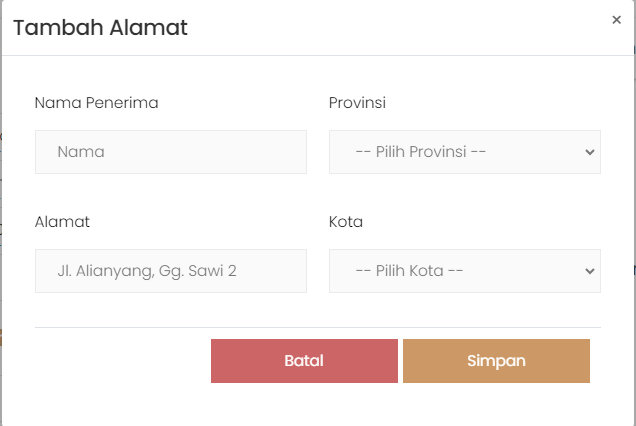 Tambah Alamat
×
Nama Penerima
Provinsi
Nama
-- Pilih Provinsi --
Alamat
Kota
Jl. Alianyang, Gg. Sawi 2
-- Pilih Kota --
Batal
Simpan